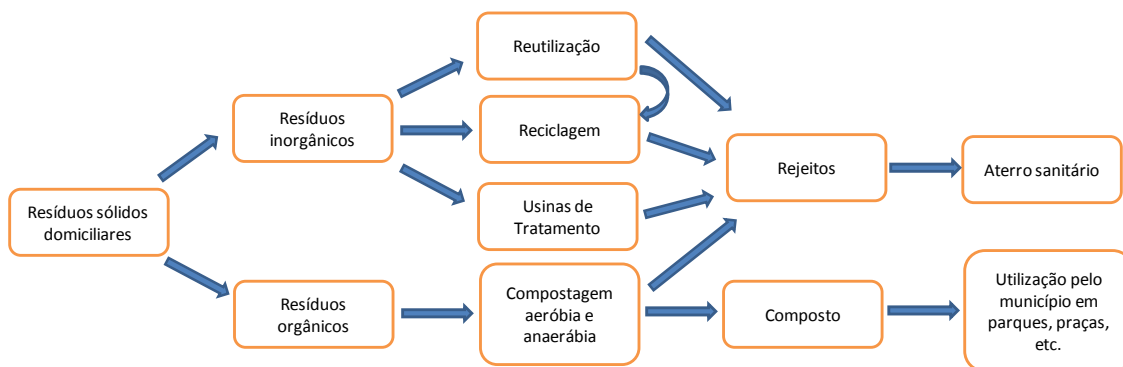 Reutilização
Resíduos
inorgânicos
Reciclagem
Rejeitos
Aterro sanitário
Resíduos sólidos
domiciliares
Usinas de
Tratamento
Resíduos
orgânicos
Compostagem
aeróbia e
anaerábia
Composto
Utilização pelo
município em
parques, praças,
etc.